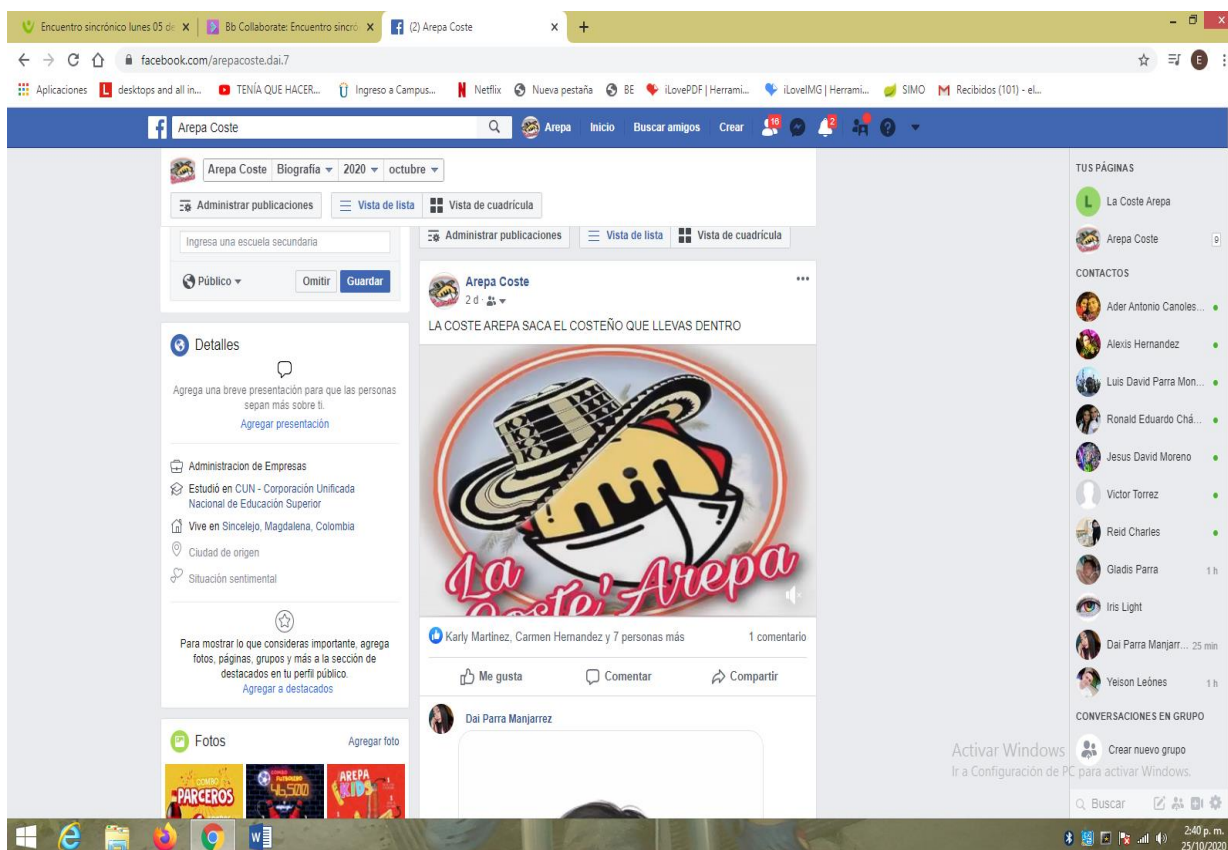 Encuentro sincrónico lunes 05 de
Bb Collaborate: Encuentro sincró
(2) Arepa Coste
facebook.com/arepacoste.dai.7
E
Aplicaciones
desktops and all in...
TENÍA QUE HACER...
Ingreso a Campus...
Netflix
Nueva pestaña
BE
iLovePDF | Herrami...
iLoveIMG | Herrami...
SIMO
Recibidos (101) - el...
Arepa Coste
Arepa
Inicio
Buscar amigos
Crear
16
2
Arepa Coste Biografía 2020 octubre
Administrar publicaciones
Vista de lista
Vista de cuadrícula
Ingresa una escuela secundaria
Público
Omitir
Guardar
Detalles
Agrega una breve presentación para que las personas
sepan más sobre ti.
Agregar presentación
Administracion de Empresas
Estudió en CUN - Corporación Unificada
Nacional de Educación Superior
Vive en Sincelejo, Magdalena, Colombia
Ciudad de origen
Situación sentimental
Para mostrar lo que consideras importante, agrega
fotos, páginas, grupos y más a la sección de
destacados en tu perfil público.
Agregar a destacados
Fotos
Agregar foto
COMBO
PARCEROS
COMBO
FUTBOLERO
46,500
AREPA
KIDS
Administrar publicaciones
Vista de lista
Vista de cuadrícula
Arepa Coste
2 d
LA COSTE AREPA SACA EL COSTEÑO QUE LLEVAS DENTRO
La
Coste' Arepa
Karly Martínez, Carmen Hernandez y 7 personas más
1 comentario
Me gusta
Comentar
Compartir
Dai Parra Manjarrez
TUS PÁGINAS
L
La Coste Arepa
Arepa Coste
9
CONTACTOS
Ader Antonio Canoles...
Alexis Hernandez
Luis David Parra Mon...
Ronald Eduardo Chá...
Jesus David Moreno
Victor Torrez
Reid Charles
Gladis Parra 1 h
Iris Light
Dai Parra Manjarr... 25 min
Yeison Leónes 1 h
CONVERSACIONES EN GRUPO
Crear nuevo grupo
Activar Windows
Ir a Configuración de PC para activar Windows.
Buscar
2:40 p. m.
25/10/2020